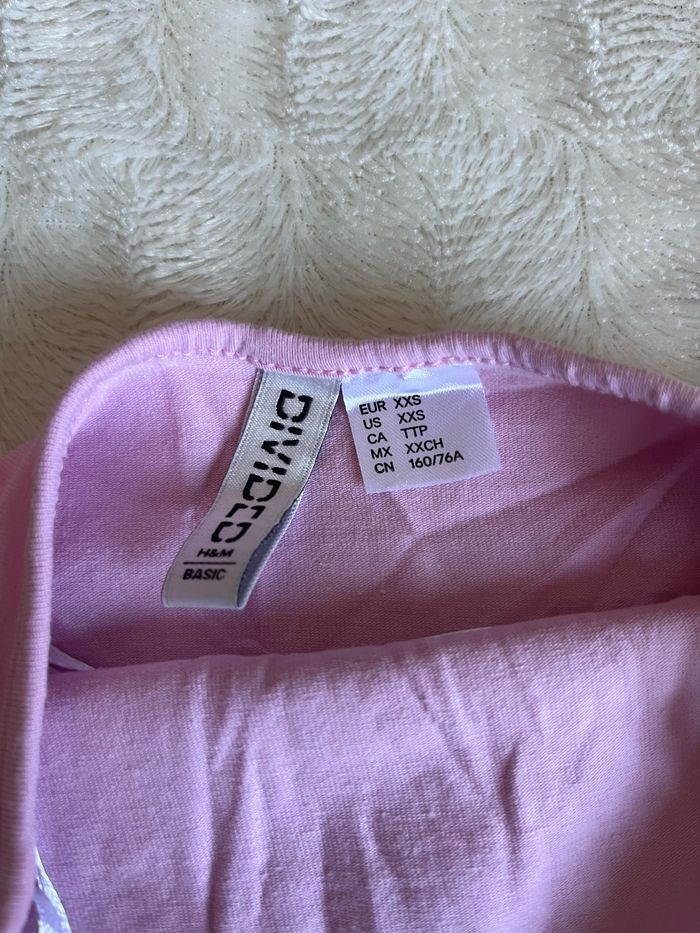 DIVIDED
H&M
BASIC
EUR XXS
US XXS
CA TTP
MX XXCH
CN 160/76A